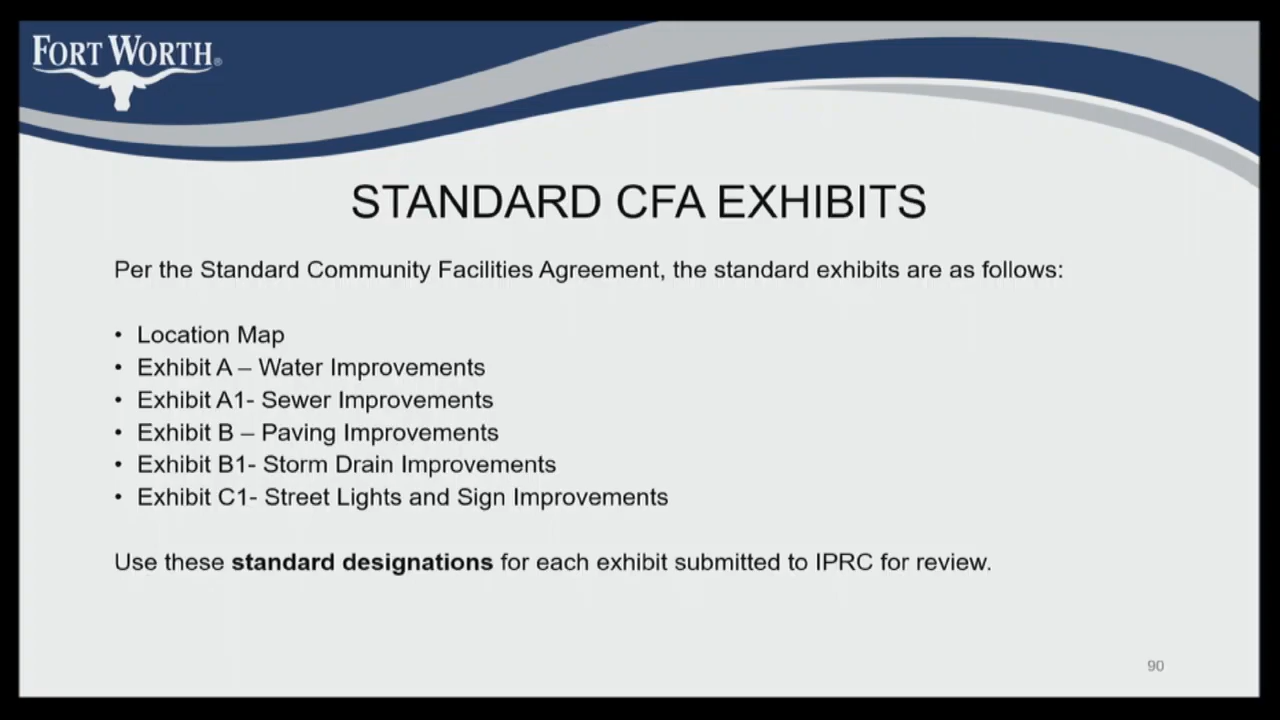 FORT WORTH®
STANDARD CFA EXHIBITS
Per the Standard Community Facilities Agreement, the standard exhibits are as follows:
• Location Map
• Exhibit A – Water Improvements
• Exhibit A1- Sewer Improvements
• Exhibit B – Paving Improvements
• Exhibit B1- Storm Drain Improvements
• Exhibit C1- Street Lights and Sign Improvements
Use these standard designations for each exhibit submitted to IPRC for review.
90